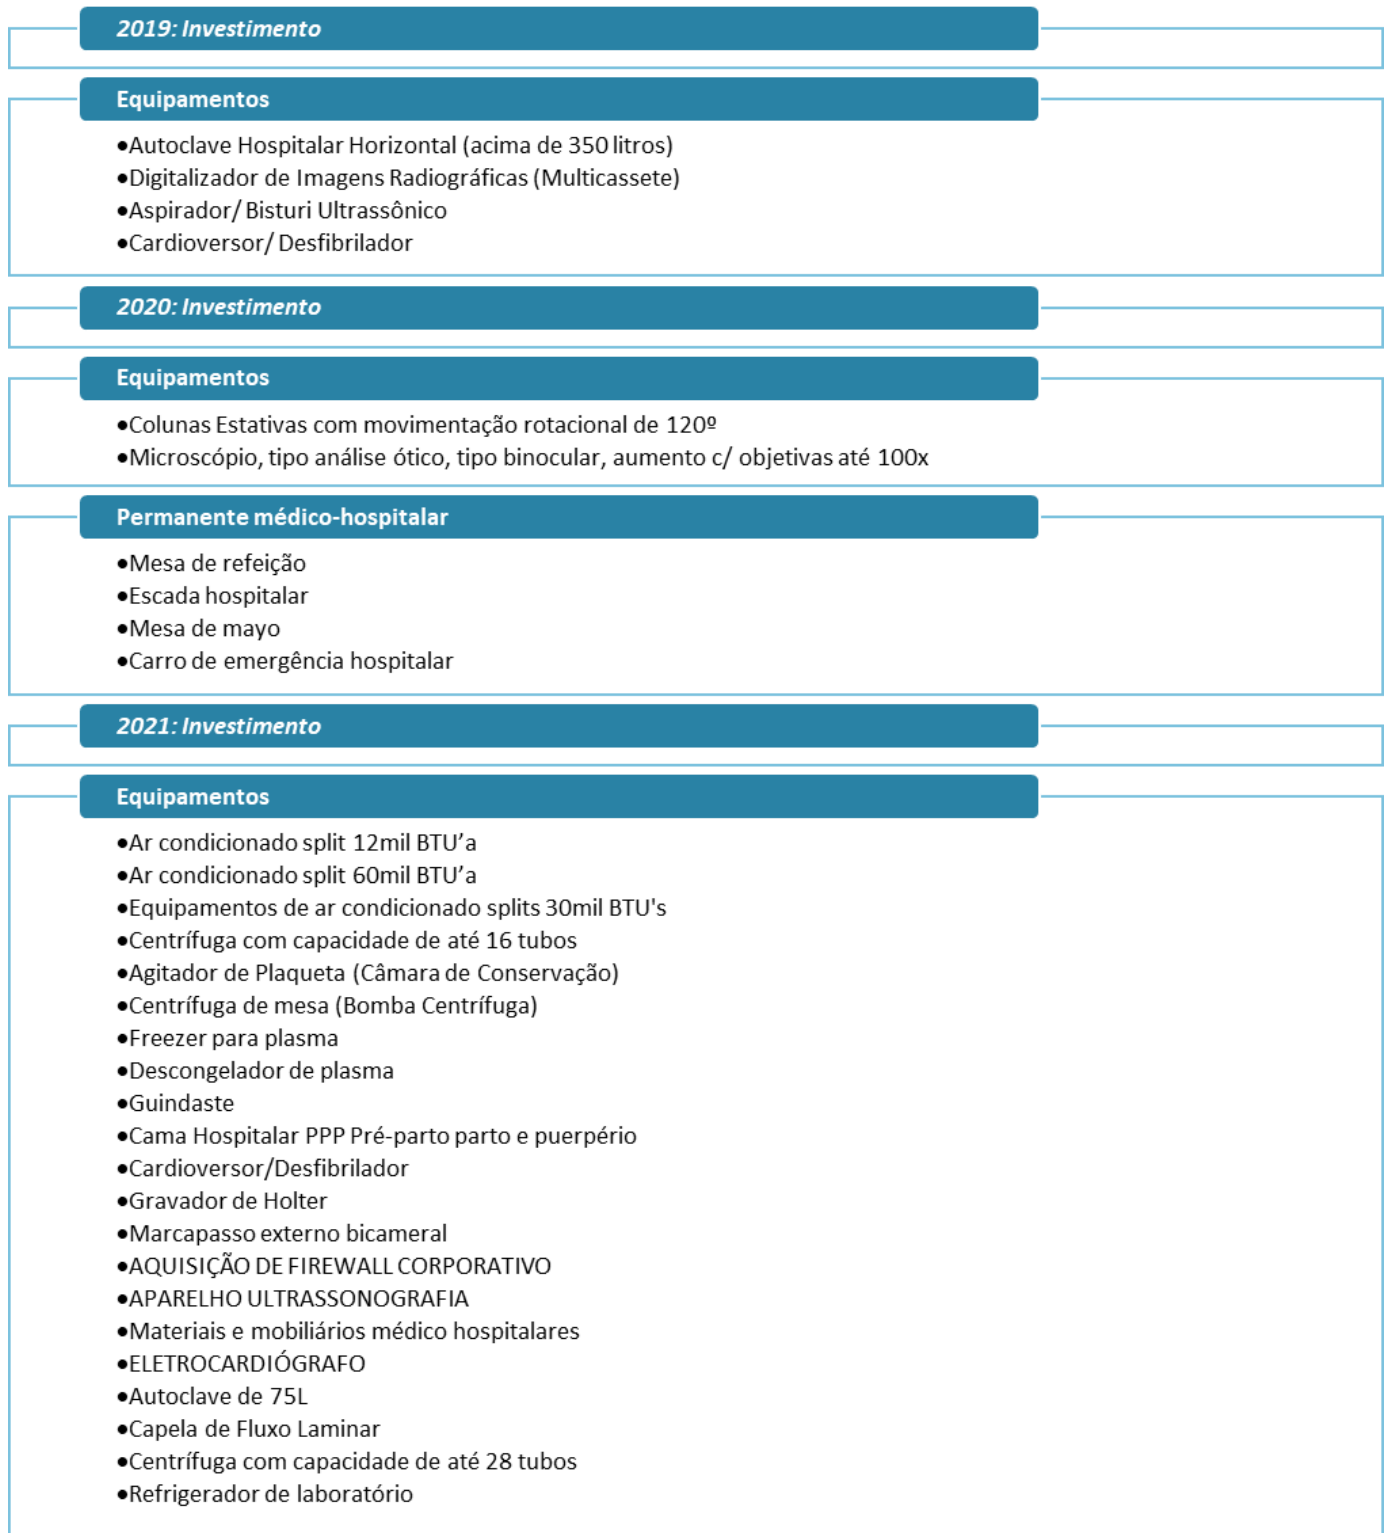 2019: Investimento
Equipamentos
•Autoclave Hospitalar Horizontal (acima de 350 litros)
•Digitalizador de Imagens Radiográficas (Multicassete)
•Aspirador/ Bisturi Ultrassônico
•Cardioversor/ Desfibrilador
2020: Investimento
Equipamentos
•Colunas Estativas com movimentação rotacional de 120º
•Microscópio, tipo análise ótico, tipo binocular, aumento c/ objetivas até 100x
Permanente médico-hospitalar
•Mesa de refeição
•Escada hospitalar
•Mesa de mayo
•Carro de emergência hospitalar
2021: Investimento
Equipamentos
•Ar condicionado split 12mil BTU’a
•Ar condicionado split 60mil BTU’a
•Equipamentos de ar condicionado splits 30mil BTU's
•Centrífuga com capacidade de até 16 tubos
•Agitador de Plaqueta (Câmara de Conservação)
•Centrífuga de mesa (Bomba Centrífuga)
•Freezer para plasma
•Descongelador de plasma
•Guindaste
•Cama Hospitalar PPP Pré-parto parto e puerpério
•Cardioversor/Desfibrilador
•Gravador de Holter
•Marcapasso externo bicameral
•AQUISIÇÃO DE FIREWALL CORPORATIVO
•APARELHO ULTRASSONOGRAFIA
•Materiais e mobiliários médico hospitalares
•ELETROCARDIÓGRAFO
•Autoclave de 75L
•Capela de Fluxo Laminar
•Centrífuga com capacidade de até 28 tubos
•Refrigerador de laboratório